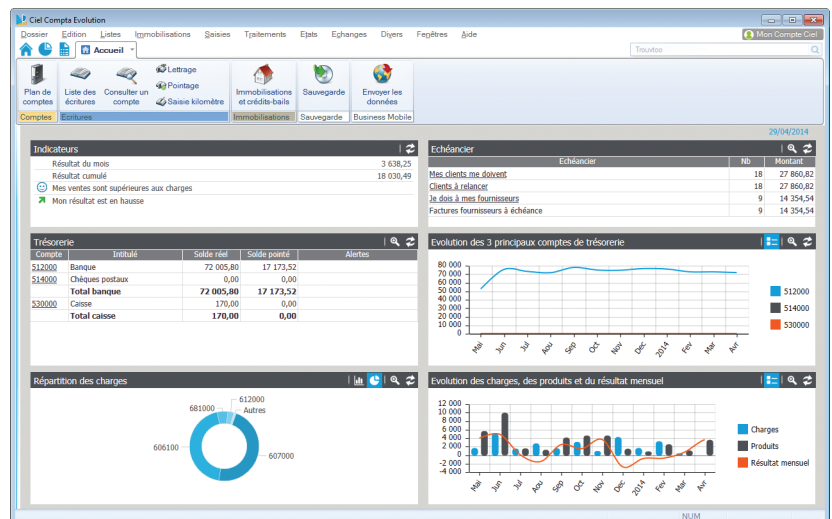 Ciel Compta Evolution
Dossier Edition Listes Immobilisations Saisies Traitements Etats Echanges Divers Fenêtres Aide
Mon Compte Ciel
Accueil
Trouvtoo
Plan de comptes
Liste des écritures
Consulter un compte
Lettrage
Pointage
Saisie kilomètre
Immobilisations et crédits-bails
Sauvegarde
Envoyer les données
Comptes Ecritures Immobilisations Sauvegarde Business Mobile
29/04/2014
Indicateurs
Résultat du mois 3 638,25
Résultat cumulé 18 030,49
Mes ventes sont supérieures aux charges
Mon résultat est en hausse
Echéancier
Echéancier Nb Montant
Mes clients me doivent 18 27 860,82
Clients à relancer 18 27 860,82
Je dois à mes fournisseurs 9 14 354,54
Factures fournisseurs à échéance 9 14 354,54
Trésorerie
Compte Intitulé Solde réel Solde pointé Alertes
512000 Banque 72 005,80 17 173,52
514000 Chèques postaux 0,00 0,00
Total banque 72 005,80 17 173,52
530000 Caisse 170,00 0,00
Total caisse 170,00 0,00
Evolution des 3 principaux comptes de trésorerie
80 000
70 000
60 000
50 000
40 000
30 000
20 000
10 000
0
Mai Jun Jul Aou Sep Oct Nov Dec 2014 Fev Mar Avr
512000
514000
530000
Répartition des charges
612000
681000
Autres
606100
607000
Evolution des charges, des produits et du résultat mensuel
12 000
10 000
8 000
6 000
4 000
2 000
0
-2 000
-4 000
Mai Jun Jul Aou Sep Oct Nov Dec 2014 Fev Mar Avr
Charges
Produits
Résultat mensuel
NUM